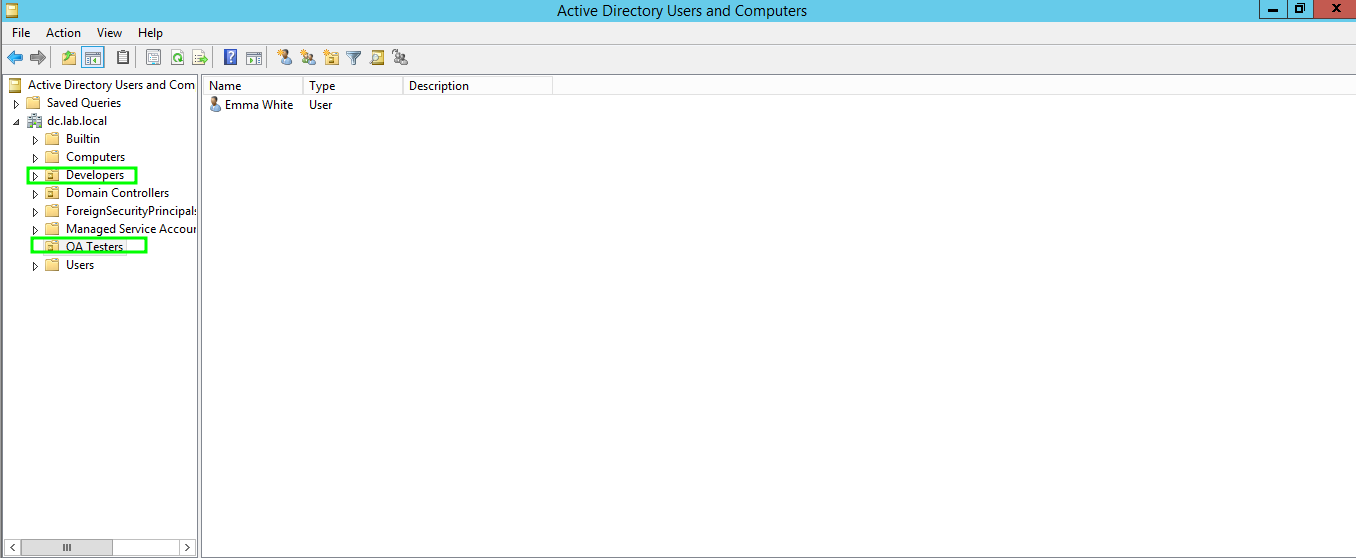 Active Directory Users and Computers
File Action View Help
Active Directory Users and Com
Saved Queries
dc.lab.local
Builtin
Computers
Developers
Domain Controllers
ForeignSecurityPrincipals
Managed Service Accour
QA Testers
Users
Name Type Description
Emma White User